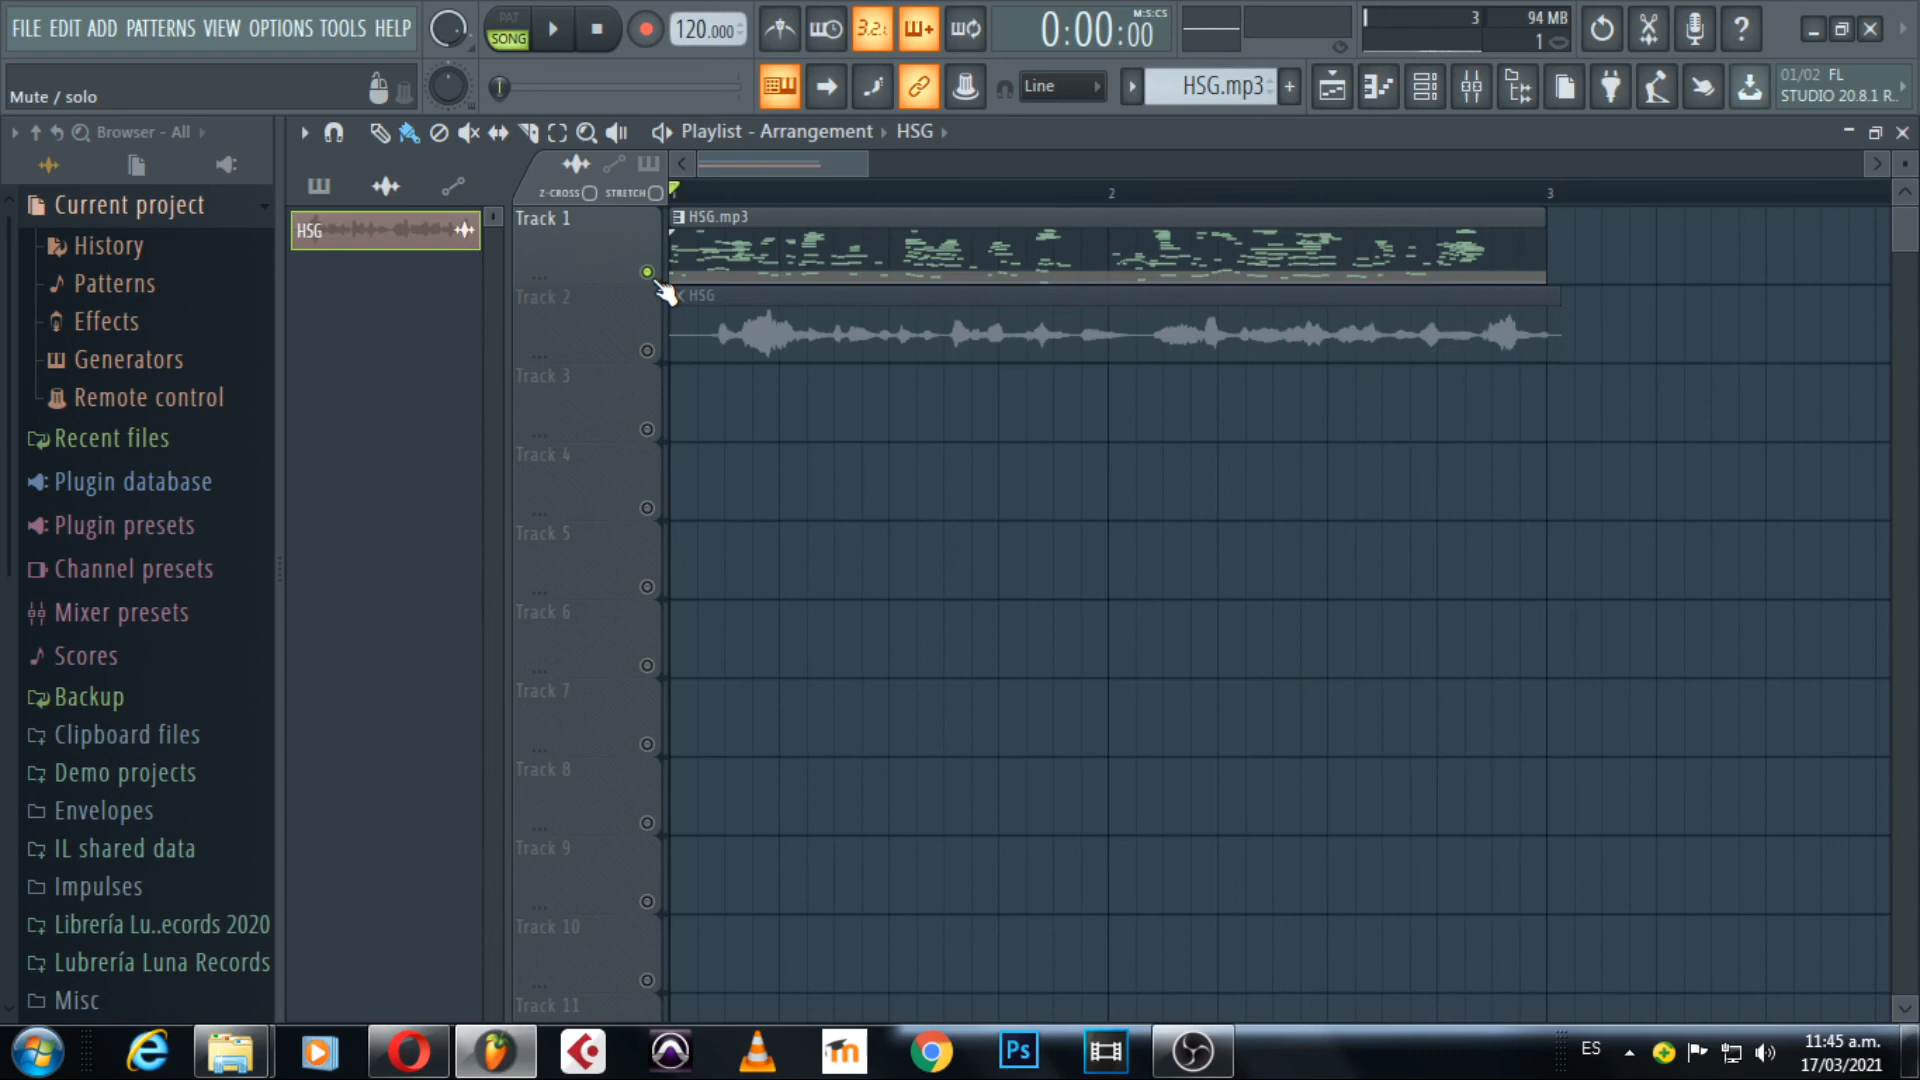 FILE EDIT ADD PATTERNS VIEW OPTIONS TOOLS HELP
PAT
SONG
120.000
3.2.
0:00:00
M:S:CS
3
94 MB
1
?
Mute / solo
Line
HSG.mp3
+
01/02 FL
STUDIO 20.8.1 R..
Browser - All
Playlist - Arrangement
HSG
Z-CROSS
STRETCH
1
2
3
Current project
History
Patterns
Effects
Generators
Remote control
Recent files
Plugin database
Plugin presets
Channel presets
Mixer presets
Scores
Backup
Clipboard files
Demo projects
Envelopes
IL shared data
Impulses
Librería Lu..ecords 2020
Lubrería Luna Records
Misc
HSG
Track 1
HSG.mp3
Track 2
HSG
Track 3
Track 4
Track 5
Track 6
Track 7
Track 8
Track 9
Track 10
Track 11
Ps
ES
11:45 a.m.
17/03/2021